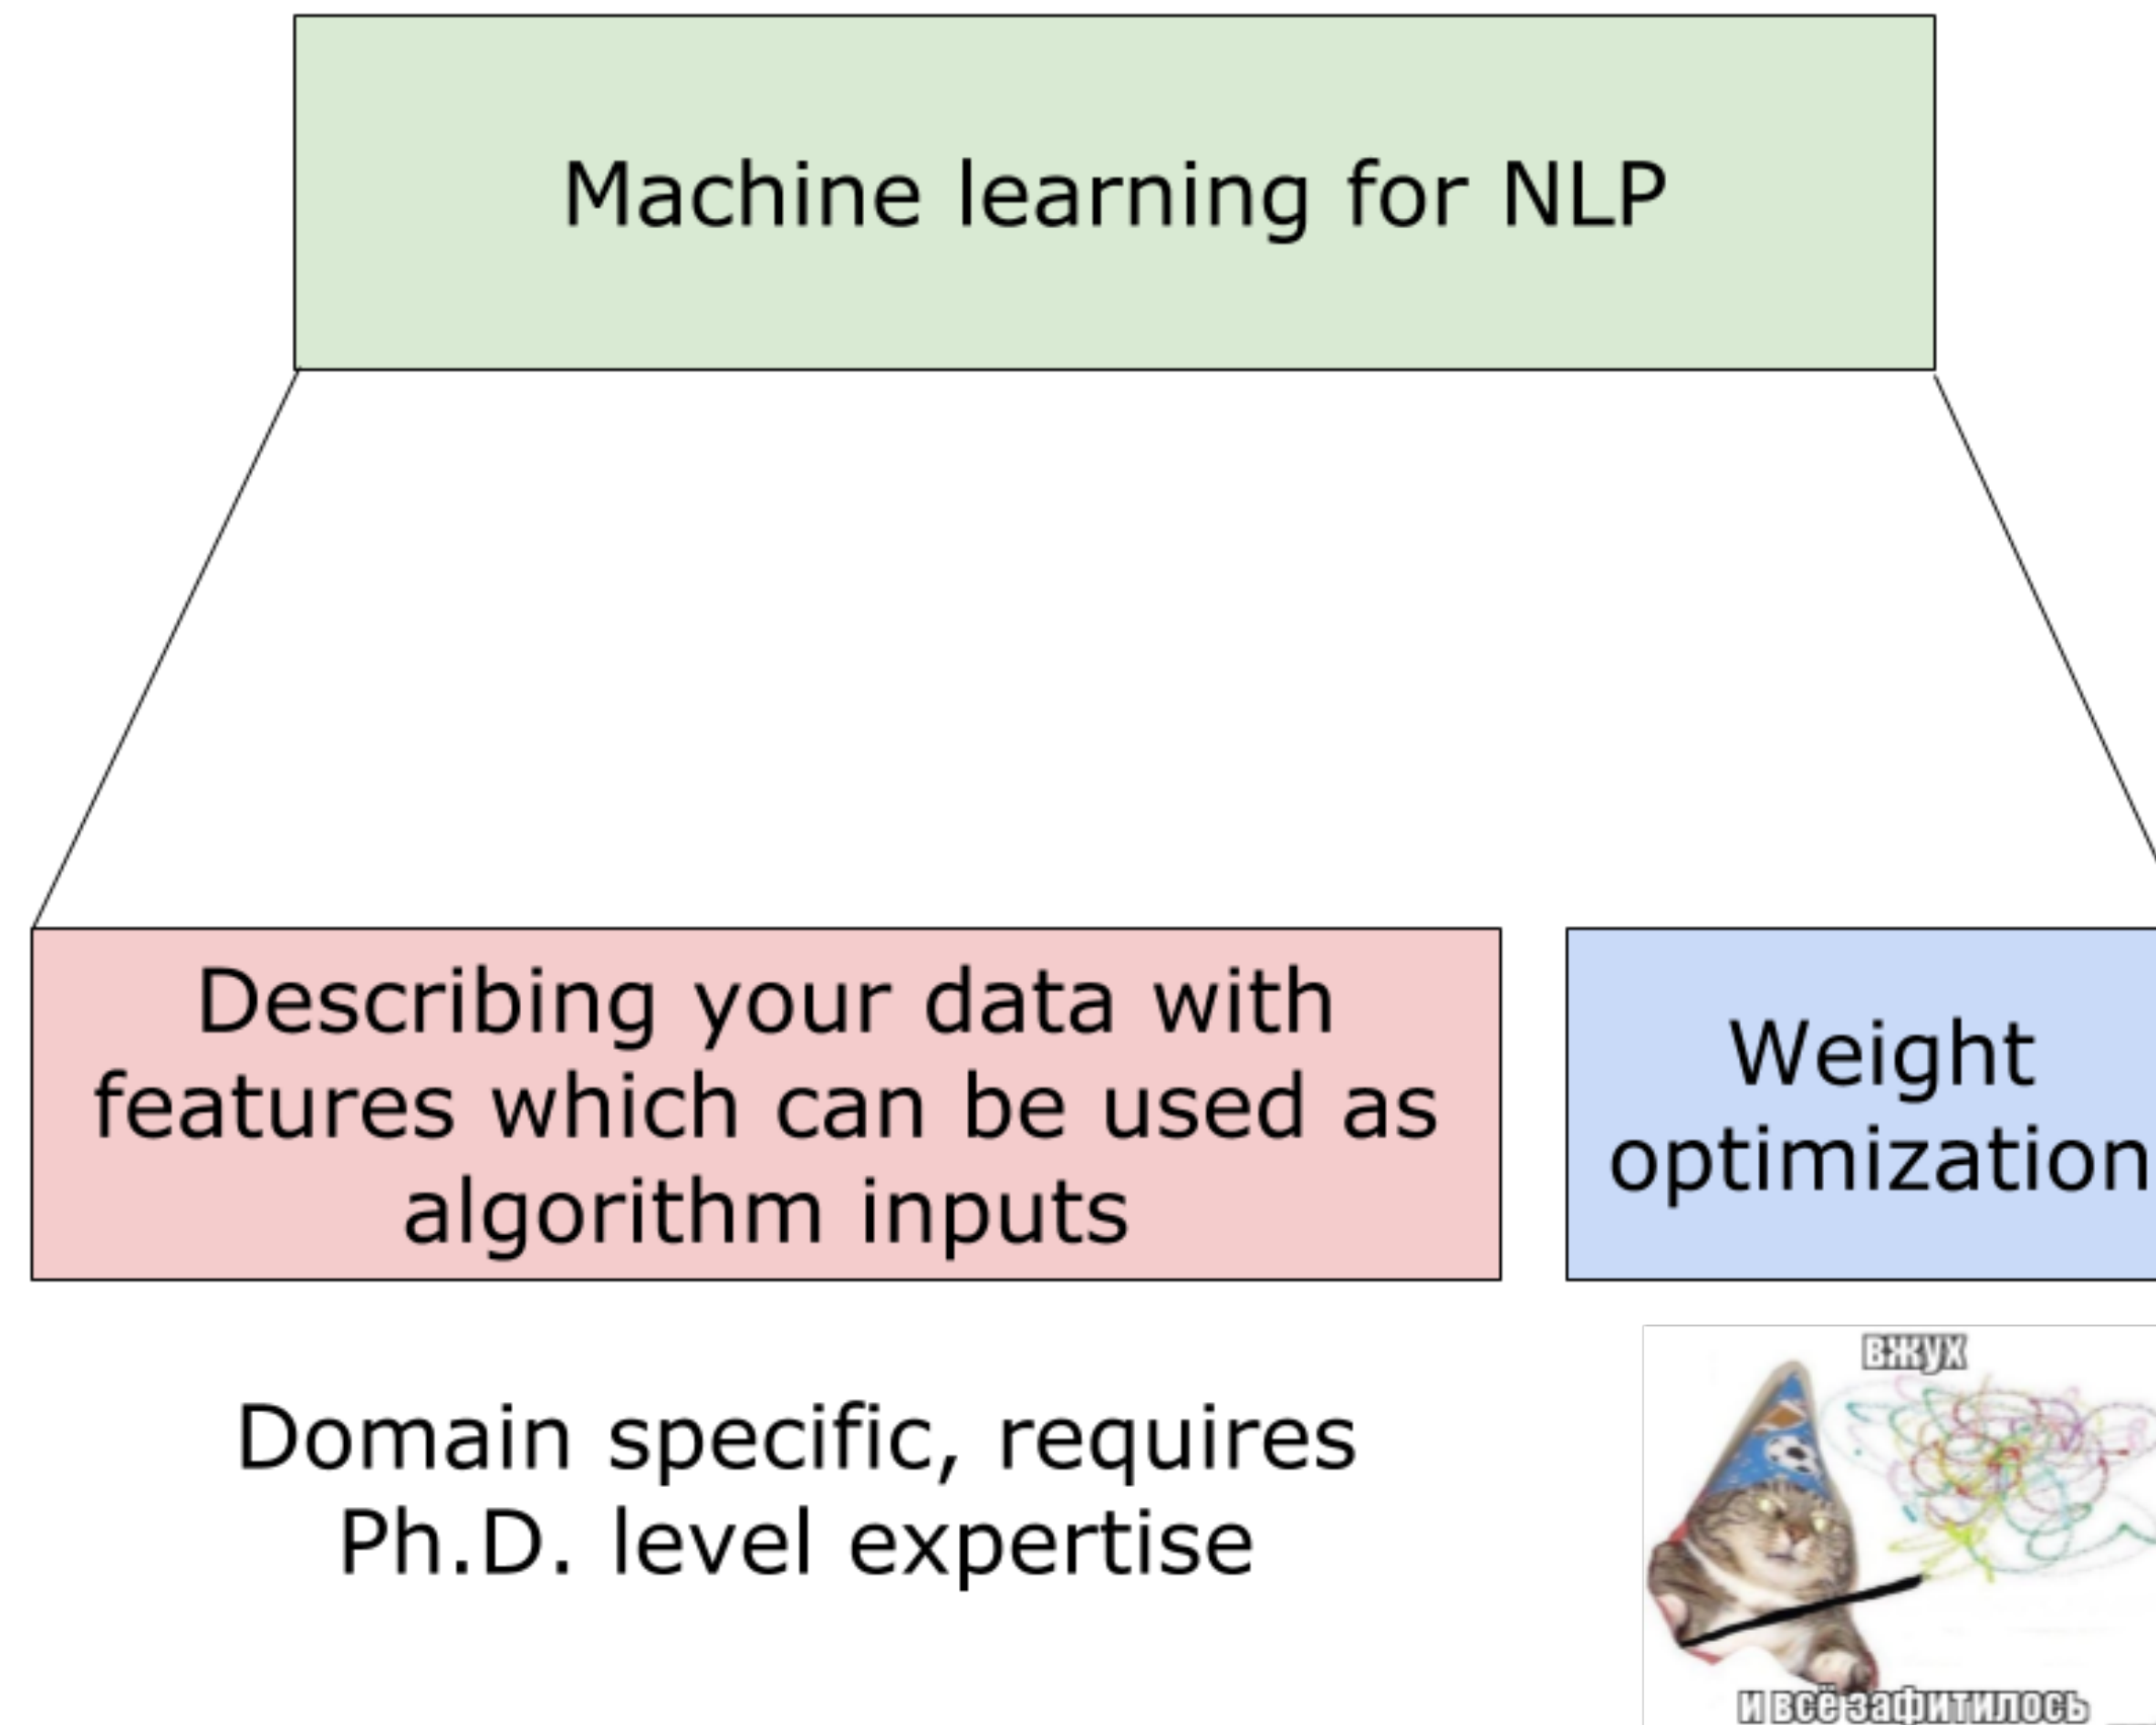 Machine learning for NLP
Describing your data with
features which can be used as
algorithm inputs
Weight
optimization
Domain specific, requires
Ph.D. level expertise
вжух
и всё зафитилось